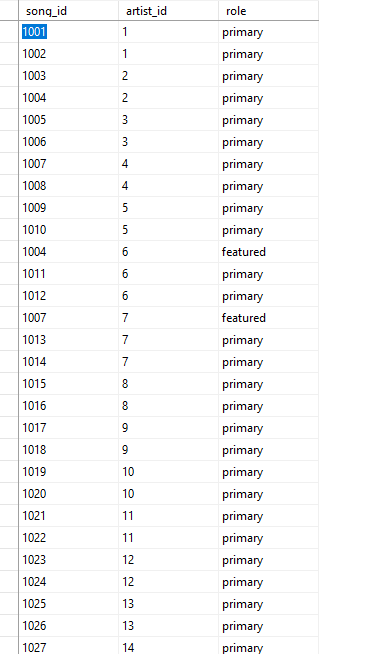 song_id artist_id role
1001 1 primary
1002 1 primary
1003 2 primary
1004 2 primary
1005 3 primary
1006 3 primary
1007 4 primary
1008 4 primary
1009 5 primary
1010 5 primary
1004 6 featured
1011 6 primary
1012 6 primary
1007 7 featured
1013 7 primary
1014 7 primary
1015 8 primary
1016 8 primary
1017 9 primary
1018 9 primary
1019 10 primary
1020 10 primary
1021 11 primary
1022 11 primary
1023 12 primary
1024 12 primary
1025 13 primary
1026 13 primary
1027 14 primary